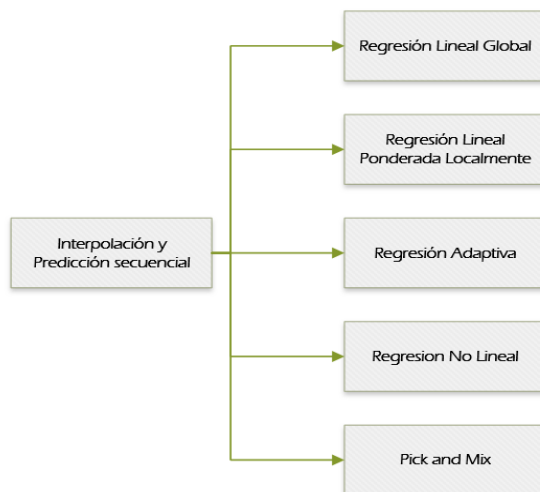 Regresión Lineal Global
Regresión Lineal
Ponderada Localmente
Interpolación y
Predicción secuencial
Regresión Adaptiva
Regresion No Lineal
Pick and Mix